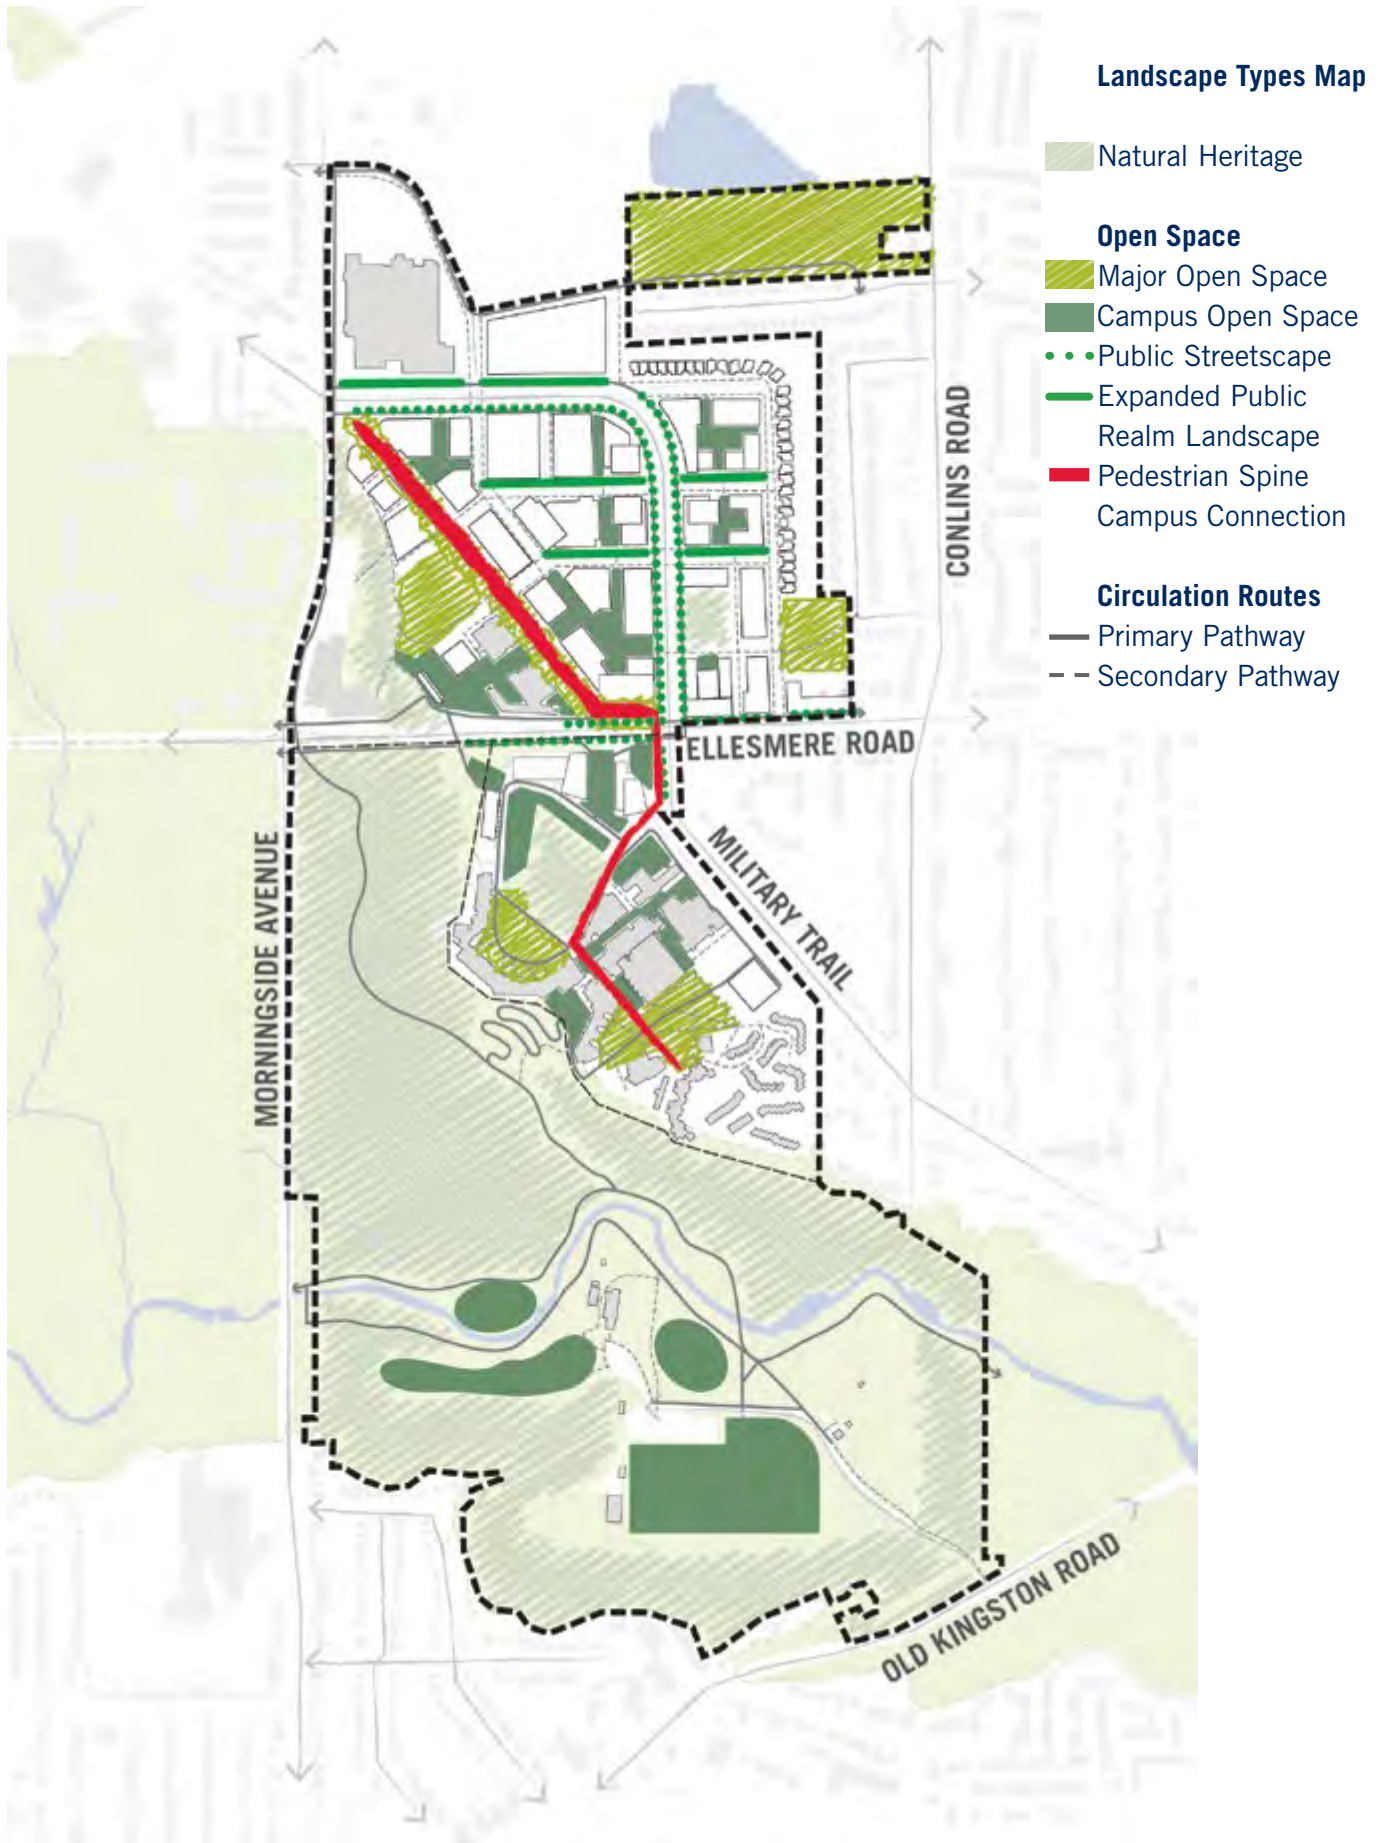 Landscape Types Map
Natural Heritage
Open Space
Major Open Space
Campus Open Space
Public Streetscape
Expanded Public
Realm Landscape
Pedestrian Spine
Campus Connection
Circulation Routes
Primary Pathway
Secondary Pathway
CONLINS ROAD
ELLESMERE ROAD
MORNINGSIDE AVENUE
MILITARY TRAIL
OLD KINGSTON ROAD